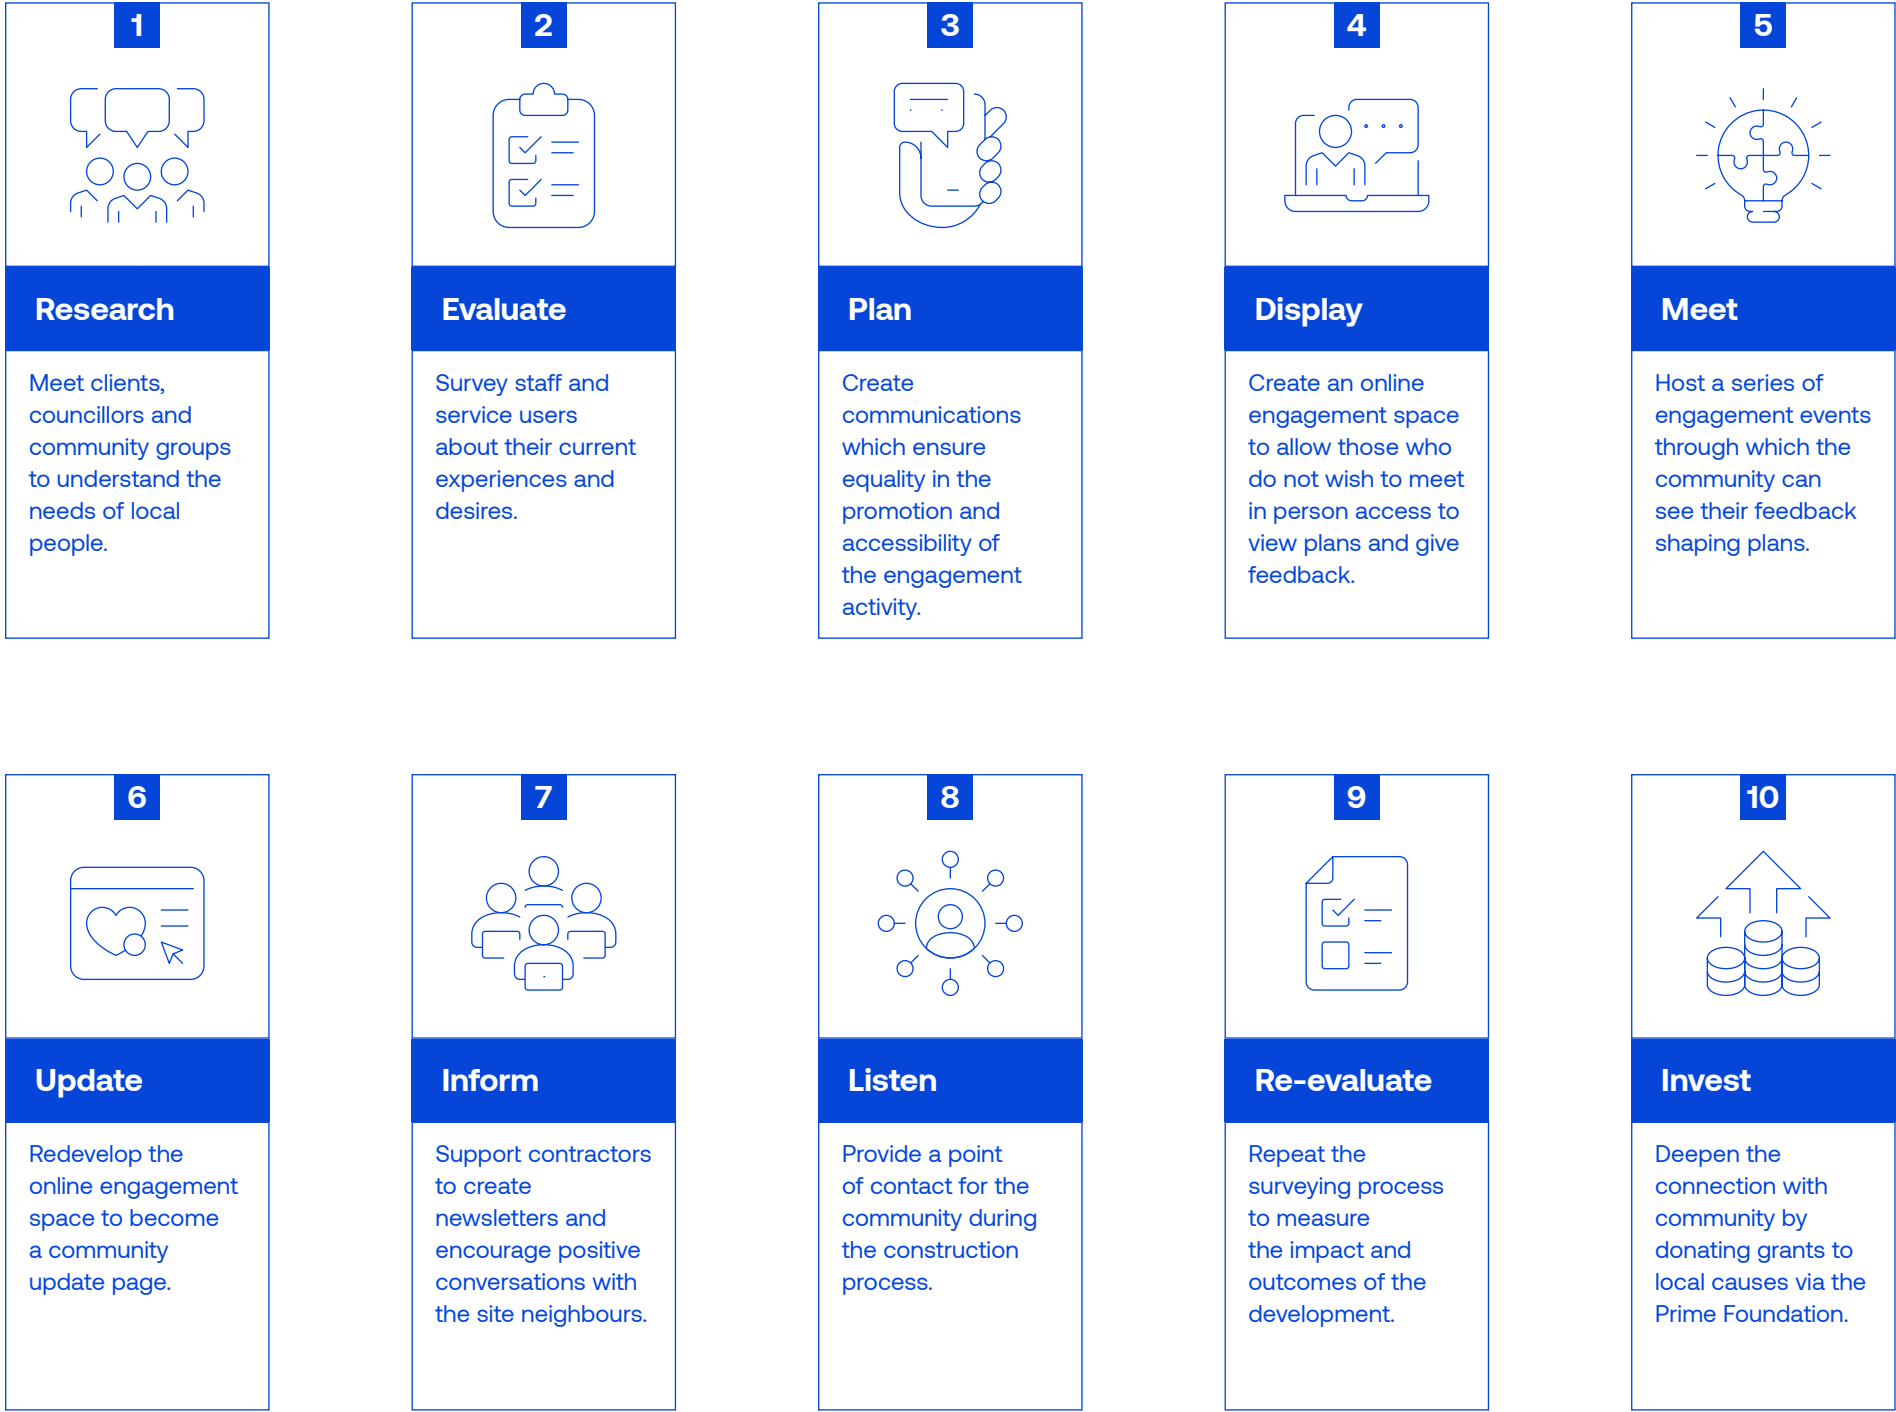 1
Research
Meet clients,
councillors and
community groups
to understand the
needs of local
people.
2
Evaluate
Survey staff and
service users
about their current
experiences and
desires.
3
Plan
Create
communications
which ensure
equality in the
promotion and
accessibility of
the engagement
activity.
4
Display
Create an online
engagement space
to allow those who
do not wish to meet
in person access to
view plans and give
feedback.
5
Meet
Host a series of
engagement events
through which the
community can
see their feedback
shaping plans.
6
Update
Redevelop the
online engagement
space to become
a community
update page.
7
Inform
Support contractors
to create
newsletters and
encourage positive
conversations with
the site neighbours.
8
Listen
Provide a point
of contact for the
community during
the construction
process.
9
Re-evaluate
Repeat the
surveying process
to measure
the impact and
outcomes of the
development.
10
Invest
Deepen the
connection with
community by
donating grants to
local causes via the
Prime Foundation.